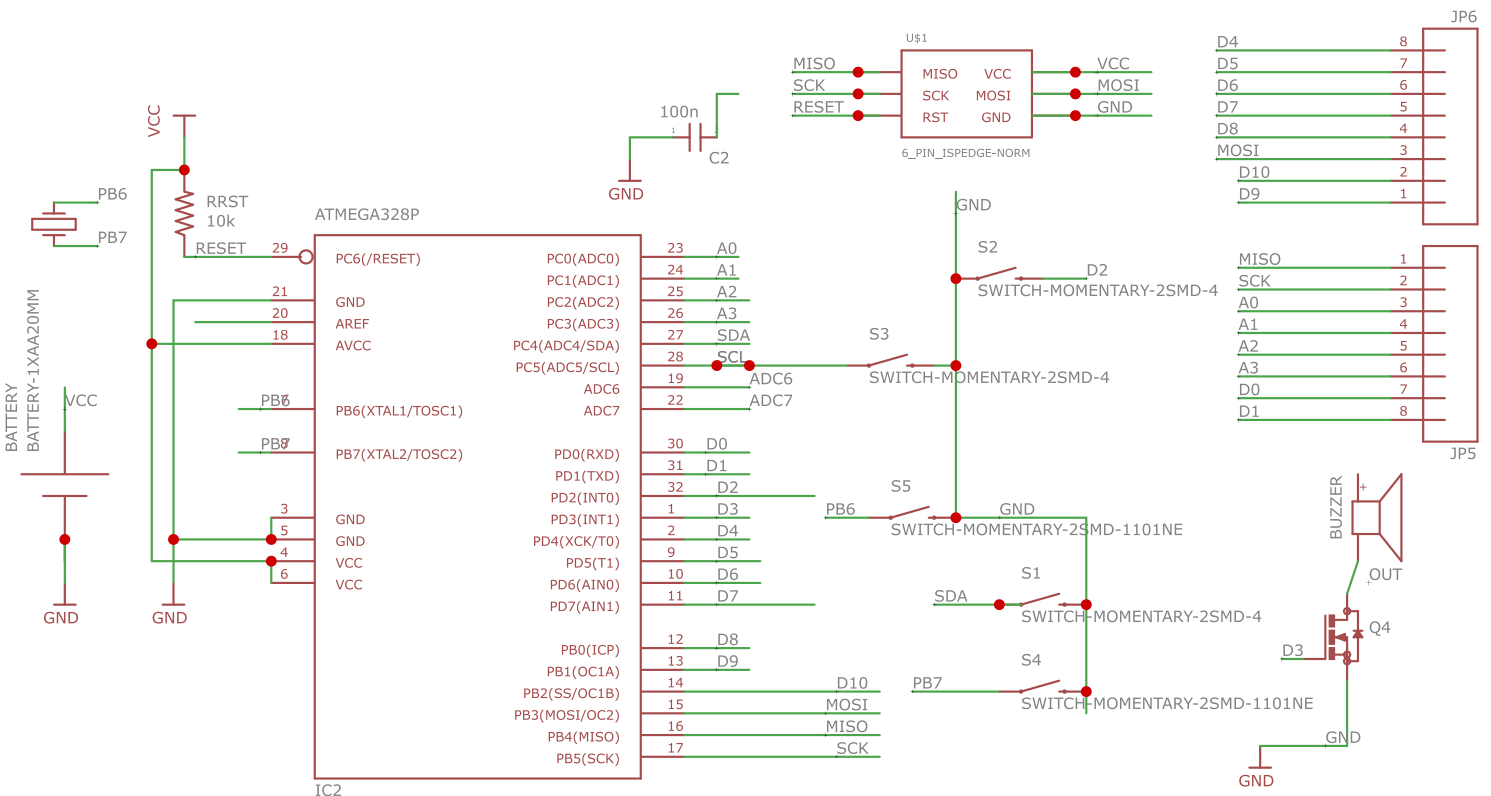 JP6
D4 8
D5 7
D6 6
D7 5
D8 4
MOSI 3
D10 2
D9 1
U$1
MISO MISO VCC VCC
SCK SCK MOSI MOSI
RESET RST GND GND
6_PIN_ISPEDGE-NORM
100n
1 2
C2
GND
VCC
RRST
10k
PB6
PB7
RESET
ATMEGA328P
29 PC6(/RESET)
21 GND
20 AREF
18 AVCC
PB6 7 PB6(XTAL1/TOSC1)
PB7 8 PB7(XTAL2/TOSC2)
3 GND
5 GND
4 VCC
6 VCC
PC0(ADC0) 23 A0
PC1(ADC1) 24 A1
PC2(ADC2) 25 A2
PC3(ADC3) 26 A3
PC4(ADC4/SDA) 27 SDA
PC5(ADC5/SCL) 28 SCL
ADC6 19 ADC6
ADC7 22 ADC7
PD0(RXD) 30 D0
PD1(TXD) 31 D1
PD2(INT0) 32 D2
PD3(INT1) 1 D3
PD4(XCK/T0) 2 D4
PD5(T1) 9 D5
PD6(AIN0) 10 D6
PD7(AIN1) 11 D7
PB0(ICP) 12 D8
PB1(OC1A) 13 D9
PB2(SS/OC1B) 14 D10
PB3(MOSI/OC2) 15 MOSI
PB4(MISO) 16 MISO
PB5(SCK) 17 SCK
IC2
BATTERY
BATTERY-1XAA20MM
VCC
GND
GND
GND
S2
D2
SWITCH-MOMENTARY-2SMD-4
S3
SWITCH-MOMENTARY-2SMD-4
S5
PB6
GND
SWITCH-MOMENTARY-2SMD-1101NE
S1
SDA
SWITCH-MOMENTARY-2SMD-4
S4
PB7
SWITCH-MOMENTARY-2SMD-1101NE
MISO 1
SCK 2
A0 3
A1 4
A2 5
A3 6
D0 7
D1 8
JP5
BUZZER
+
OUT
+
Q4
D3
GND
GND